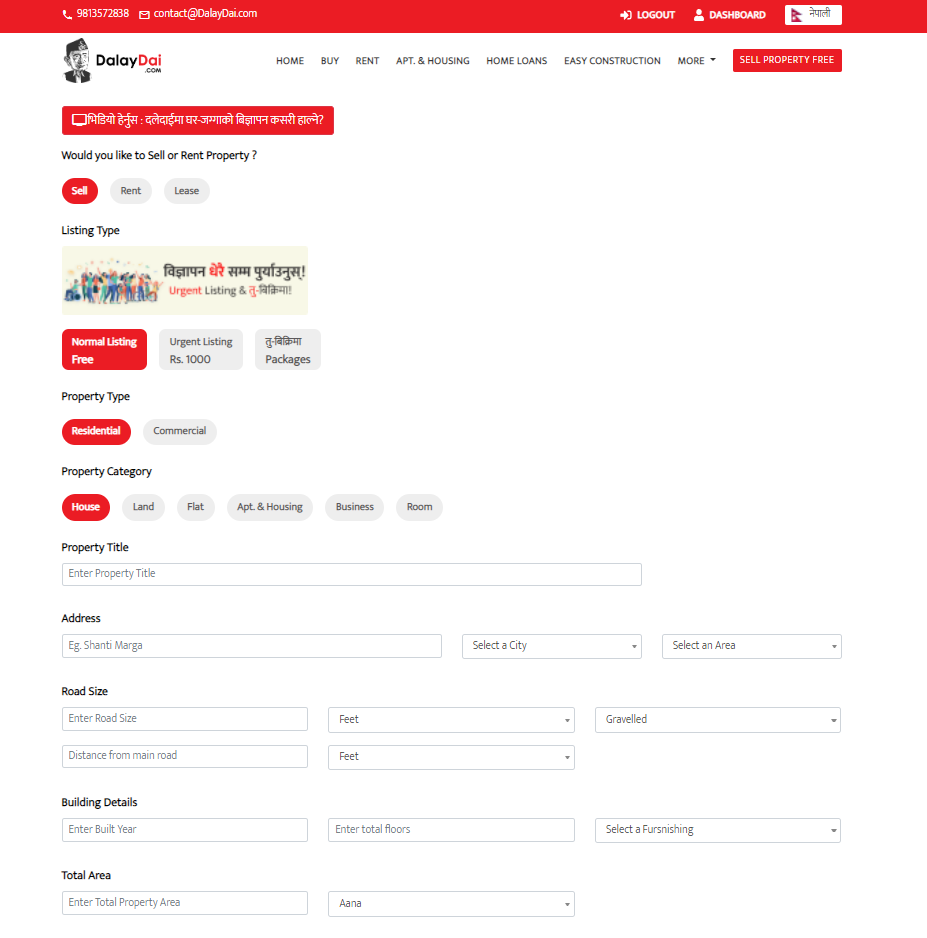 9813572838 contact@DalayDai.com LOGOUT DASHBOARD नेपाली
DalayDai
.COM
HOME BUY RENT APT. & HOUSING HOME LOANS EASY CONSTRUCTION MORE SELL PROPERTY FREE
भिडियो हेर्नुस : दलेदाईमा घर-जग्गाको बिज्ञापन कसरी हाल्ने?
Would you like to Sell or Rent Property ?
Sell Rent Lease
Listing Type
विज्ञापन धेरै सम्म पुर्याउनुस्!
Urgent Listing & तु-बिक्रिमा!
Normal Listing Urgent Listing तु-बिक्रिमा
Free Rs. 1000 Packages
Property Type
Residential Commercial
Property Category
House Land Flat Apt. & Housing Business Room
Property Title
Enter Property Title
Address
Eg. Shanti Marga Select a City Select an Area
Road Size
Enter Road Size Feet Gravelled
Distance from main road Feet
Building Details
Enter Built Year Enter total floors Select a Fursnishing
Total Area
Enter Total Property Area Aana